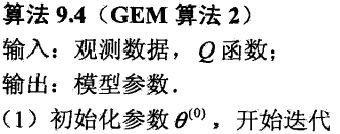 算法 9.4（GEM 算法 2）
输入：观测数据，Q 函数；
输出：模型参数．
（1）初始化参数 θ⁽⁰⁾，开始迭代